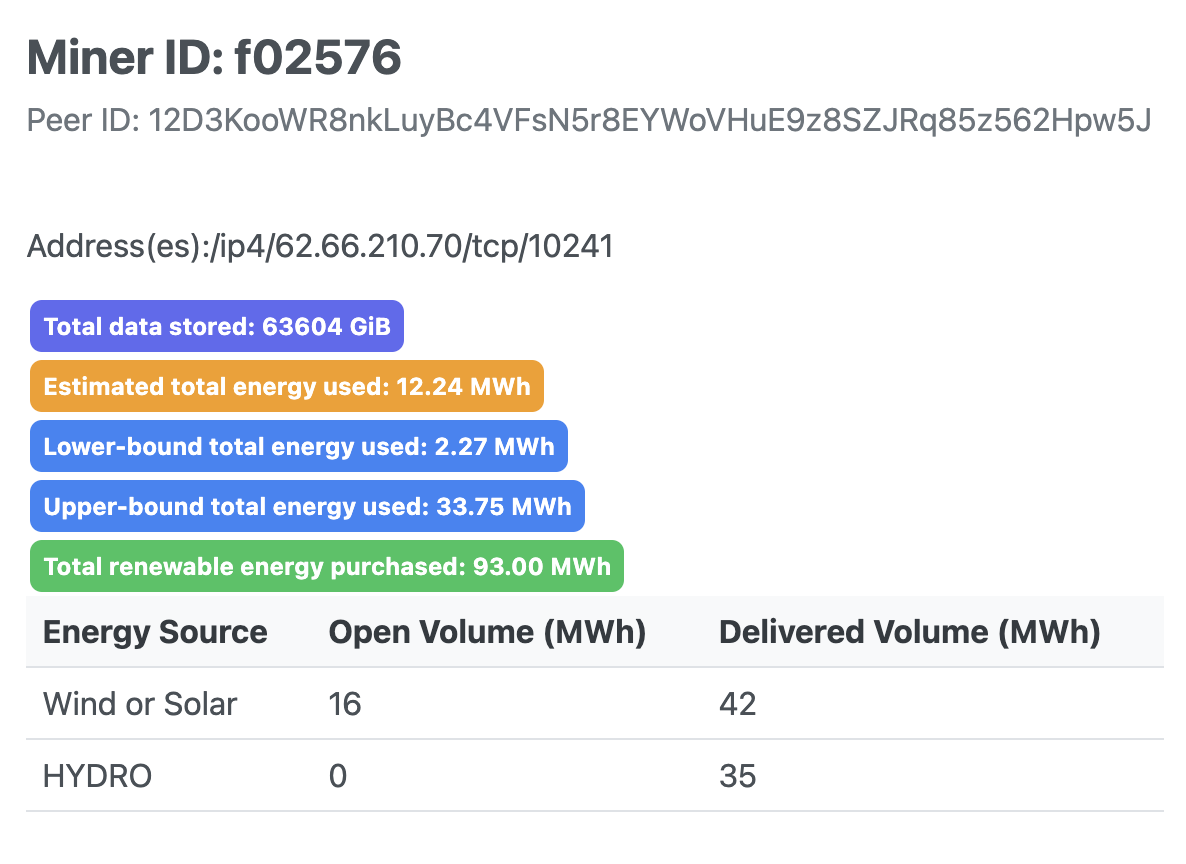 Miner ID: f02576
Peer ID: 12D3KooWR8nkLuyBc4VFsN5r8EYWoVHuE9z8SZJRq85z562Hpw5J
Address(es):/ip4/62.66.210.70/tcp/10241
Total data stored: 63604 GiB
Estimated total energy used: 12.24 MWh
Lower-bound total energy used: 2.27 MWh
Upper-bound total energy used: 33.75 MWh
Total renewable energy purchased: 93.00 MWh
Energy Source Open Volume (MWh) Delivered Volume (MWh)
Wind or Solar 16 42
HYDRO 0 35